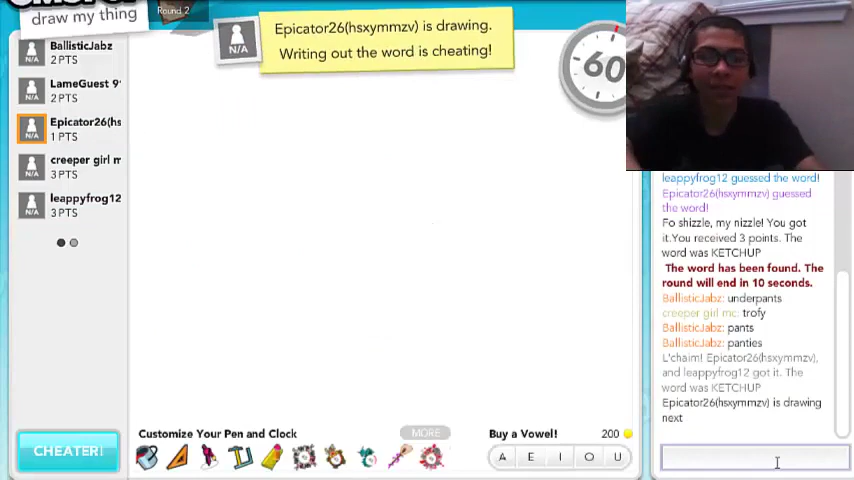 draw my thing
Round 2
Epicator26(hsxymmzv) is drawing.
Writing out the word is cheating!
N/A
60
BallisticJabz
2 PTS
N/A
LameGuest 9
2 PTS
N/A
Epicator26(hs
1 PTS
N/A
creeper girl m
3 PTS
N/A
leappyfrog12
3 PTS
N/A
CHEATER!
Customize Your Pen and Clock
MORE
Buy a Vowel!
200
A E I O U
leappyfrog12 guessed the word!
Epicator26(hsxymmzv) guessed
the word!
Fo shizzle, my nizzle! You got
it.You received 3 points. The
word was KETCHUP
The word has been found. The
round will end in 10 seconds.
BallisticJabz: underpants
creeper girl mc: trofy
BallisticJabz: pants
BallisticJabz: panties
L'chaim! Epicator26(hsxymmzv),
and leappyfrog12 got it. The
word was KETCHUP
Epicator26(hsxymmzv) is drawing
next